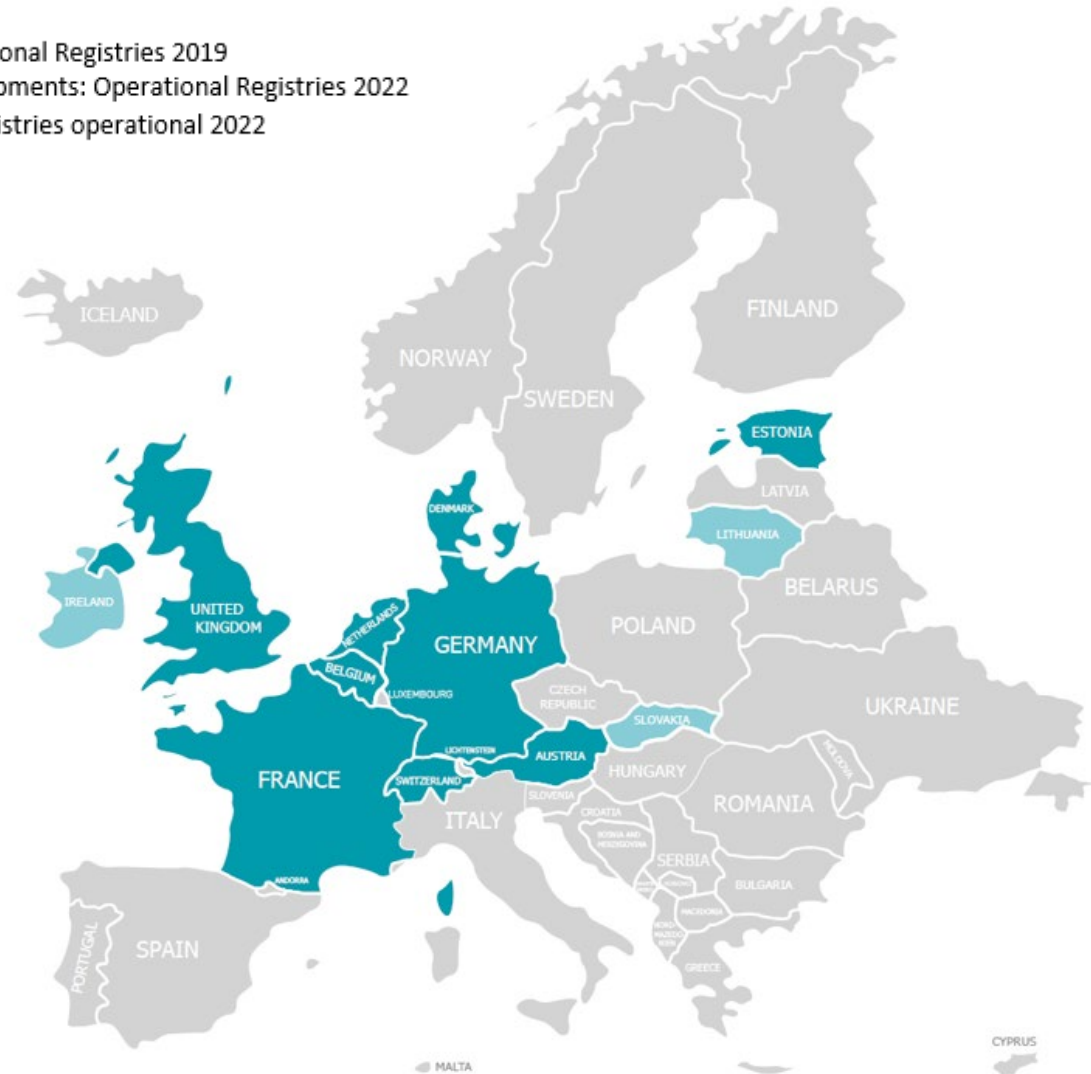 onal Registries 2019
pments: Operational Registries 2022
istries operational 2022
ICELAND
FINLAND
NORWAY
SWEDEN
ESTONIA
LATVIA
DENMARK
LITHUANIA
BELARUS
IRELAND
UNITED
KINGDOM
NETHERLANDS
GERMANY
POLAND
BELGIUM
LUXEMBOURG
CZECH
REPUBLIC
UKRAINE
SLOVAKIA
LICHTENSTEIN
AUSTRIA
MOLDOVA
FRANCE
SWITZERLAND
HUNGARY
SLOVENIA
ROMANIA
ITALY
CROATIA
BOSNIA AND
HERZEGOVINA
SERBIA
ANDORRA
KOSOVO
BULGARIA
MACEDONIA
PORTUGAL
SPAIN
GREECE
CYPRUS
MALTA